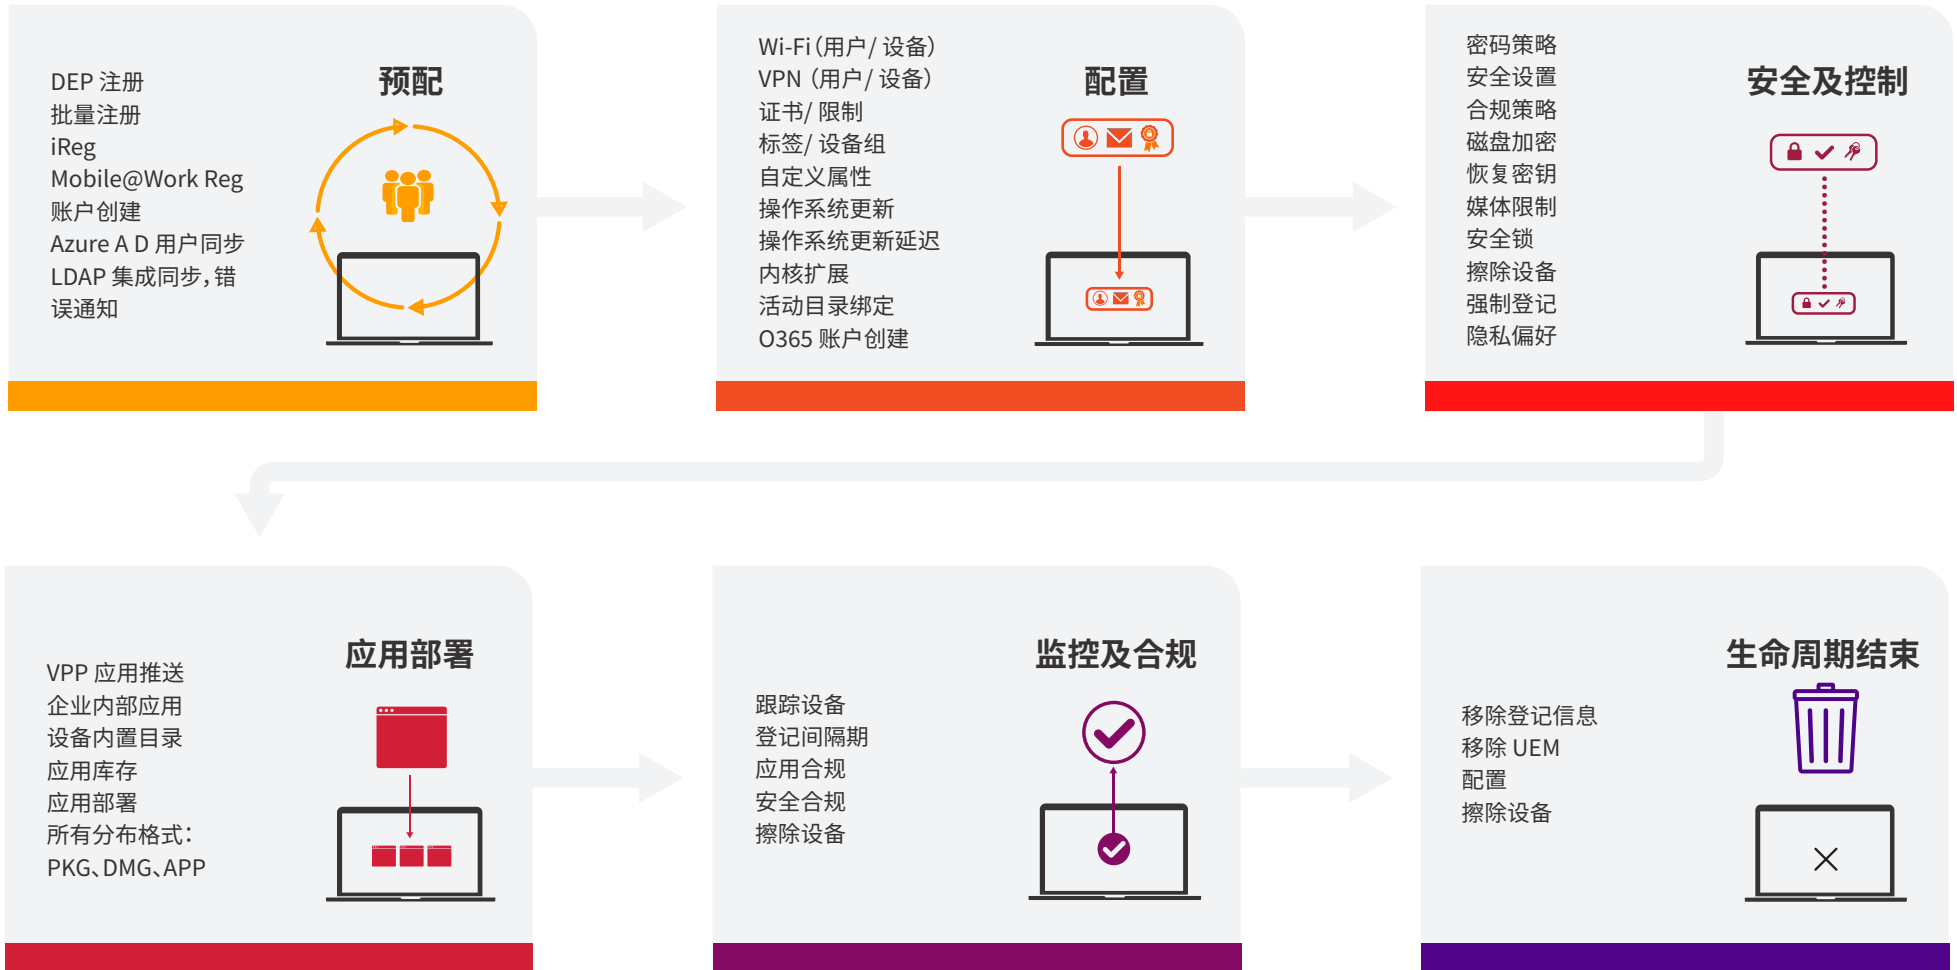 预配
DEP 注册
批量注册
iReg
Mobile@Work Reg
账户创建
Azure A D 用户同步
LDAP 集成同步，错
误通知
配置
Wi-Fi（用户/ 设备）
VPN（用户/ 设备）
证书/ 限制
标签/ 设备组
自定义属性
操作系统更新
操作系统更新延迟
内核扩展
活动目录绑定
O365 账户创建
安全及控制
密码策略
安全设置
合规策略
磁盘加密
恢复密钥
媒体限制
安全锁
擦除设备
强制登记
隐私偏好
应用部署
VPP 应用推送
企业内部应用
设备内置目录
应用库存
应用部署
所有分布格式：
PKG、DMG、APP
监控及合规
跟踪设备
登记间隔期
应用合规
安全合规
擦除设备
生命周期结束
移除登记信息
移除 UEM
配置
擦除设备